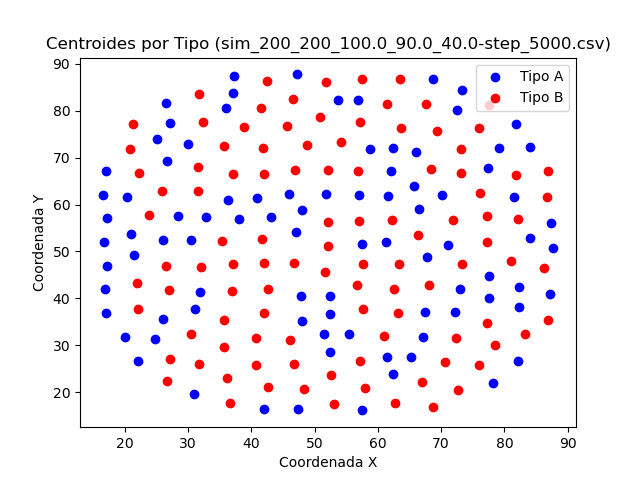 Centroides por Tipo (sim_200_200_100.0_90.0_40.0-step_5000.csv)
Tipo A
Tipo B
Coordenada Y
90
80
70
60
50
40
30
20
20 30 40 50 60 70 80 90
Coordenada X